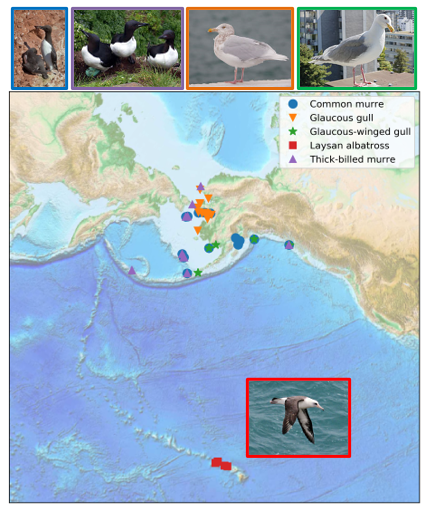 Common murre
Glaucous gull
Glaucous-winged gull
Laysan albatross
Thick-billed murre